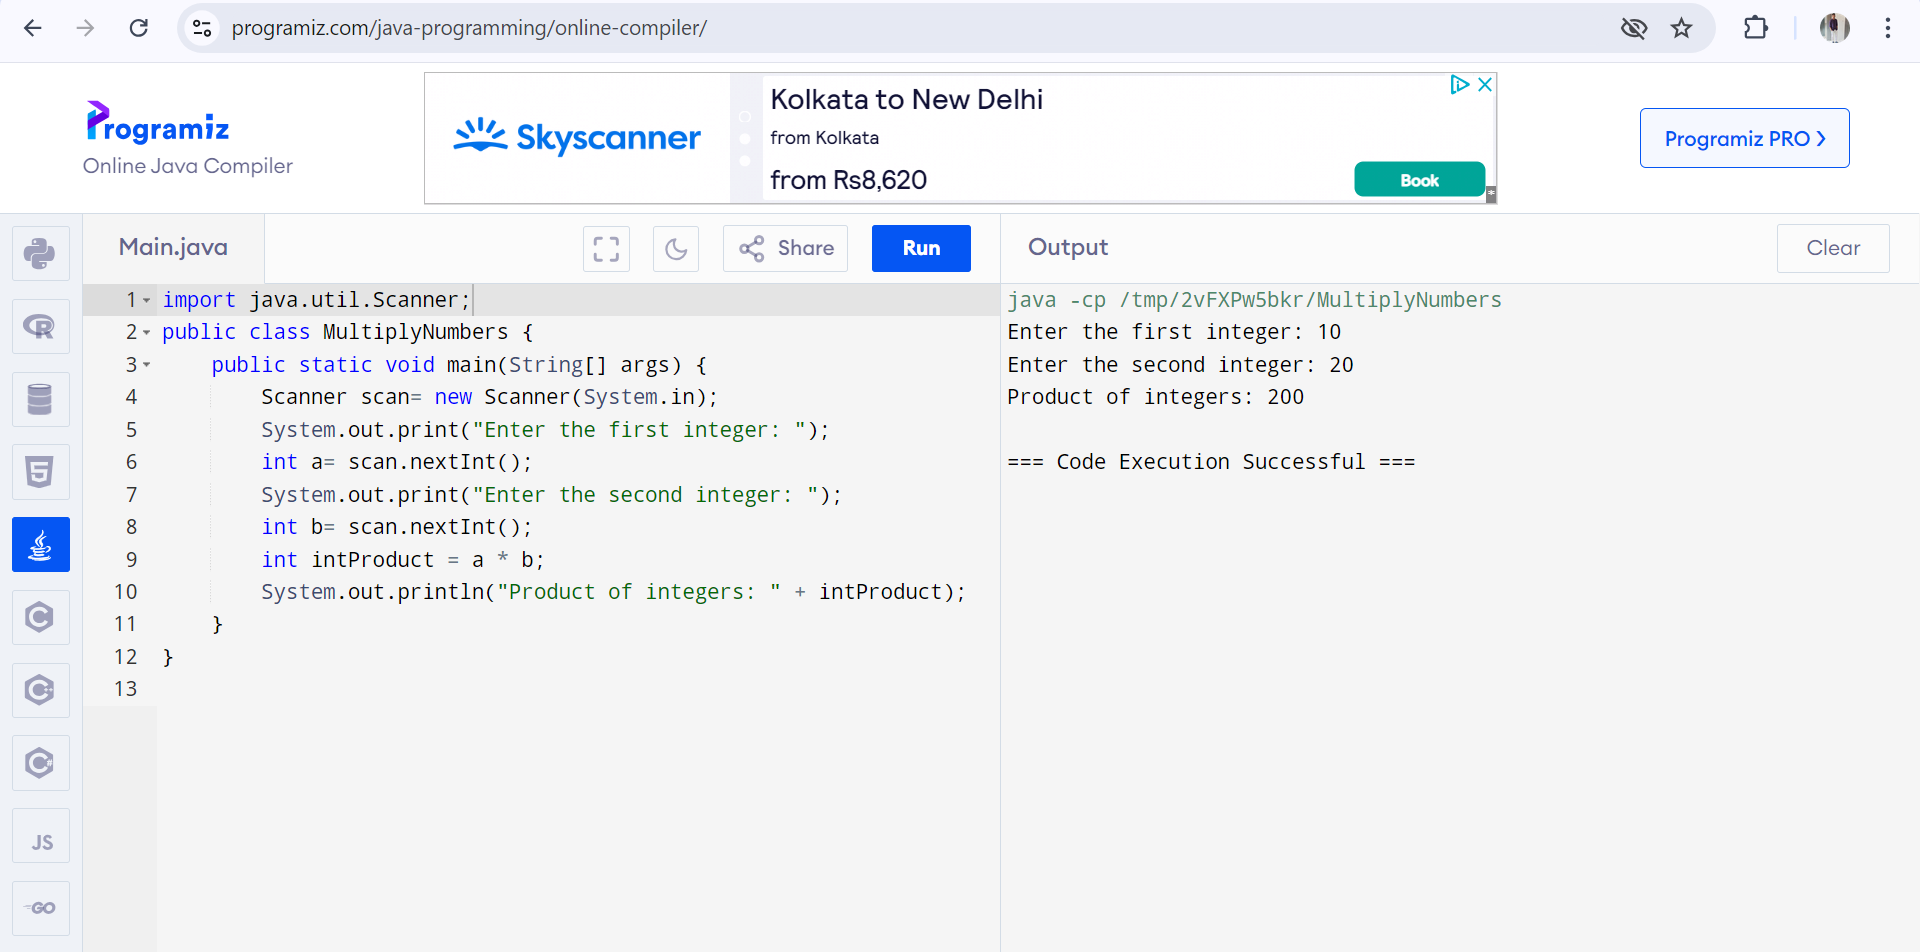 programiz.com/java-programming/online-compiler/
Programiz
Online Java Compiler
Skyscanner
Kolkata to New Delhi
from Kolkata
from Rs8,620
Book
Programiz PRO ›
Main.java
Share
Run
Output
Clear
1 import java.util.Scanner;
2 public class MultiplyNumbers {
3     public static void main(String[] args) {
4         Scanner scan= new Scanner(System.in);
5         System.out.print("Enter the first integer: ");
6         int a= scan.nextInt();
7         System.out.print("Enter the second integer: ");
8         int b= scan.nextInt();
9         int intProduct = a * b;
10         System.out.println("Product of integers: " + intProduct);
11     }
12 }
13
java -cp /tmp/2vFXPw5bkr/MultiplyNumbers
Enter the first integer: 10
Enter the second integer: 20
Product of integers: 200
=== Code Execution Successful ===
R
5
C
C++
C#
JS
GO